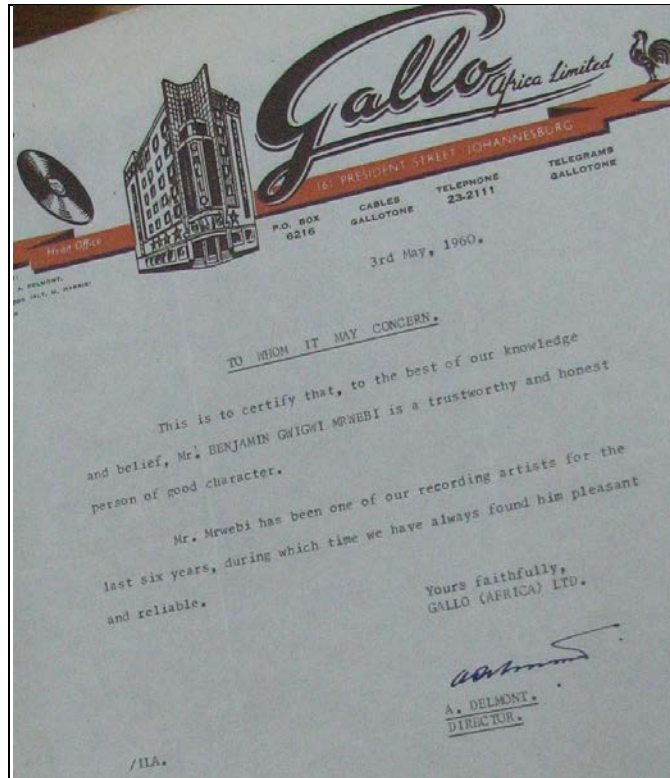 Gallo Africa Limited
161 PRESIDENT STREET JOHANNESBURG
Head Office
P.O. BOX
6216
CABLES
GALLOTONE
TELEPHONE
23-2111
TELEGRAMS
GALLOTONE
A. DELMONT,
3rd May, 1960.
TO WHOM IT MAY CONCERN.
This is to certify that, to the best of our knowledge
and belief, Mr. BENJAMIN GWIGWI MRWEBI is a trustworthy and honest
person of good character.
Mr. Mrwebi has been one of our recording artists for the
last six years, during which time we have always found him pleasant
and reliable.
Yours faithfully,
GALLO (AFRICA) LTD.
A. DELMONT.
DIRECTOR.
/ILA.